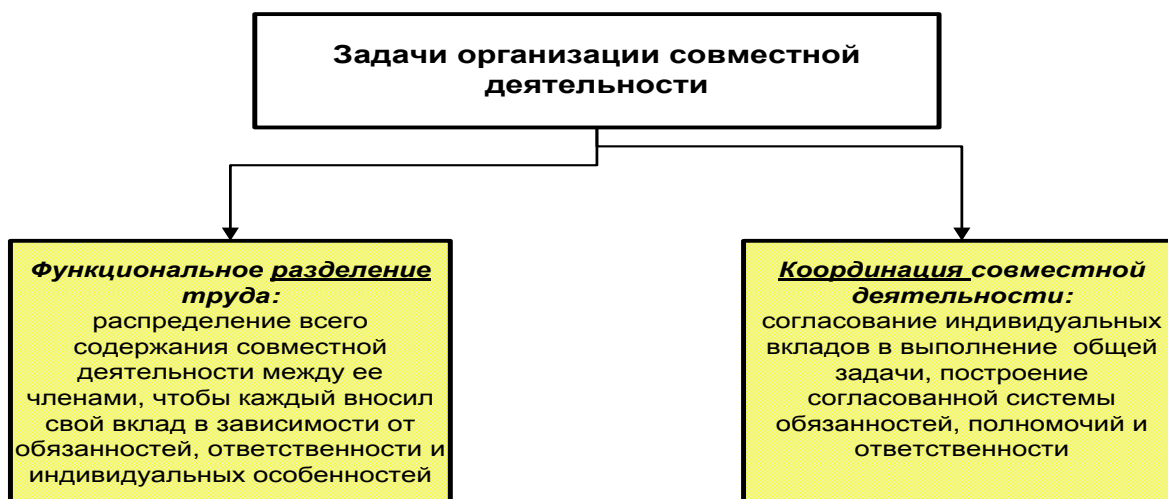 Задачи организации совместной
деятельности
Функциональное разделение
труда:
распределение всего
содержания совместной
деятельности между ее
членами, чтобы каждый вносил
свой вклад в зависимости от
обязанностей, ответственности и
индивидуальных особенностей
Координация совместной
деятельности:
согласование индивидуальных
вкладов в выполнение общей
задачи, построение
согласованной системы
обязанностей, полномочий и
ответственности